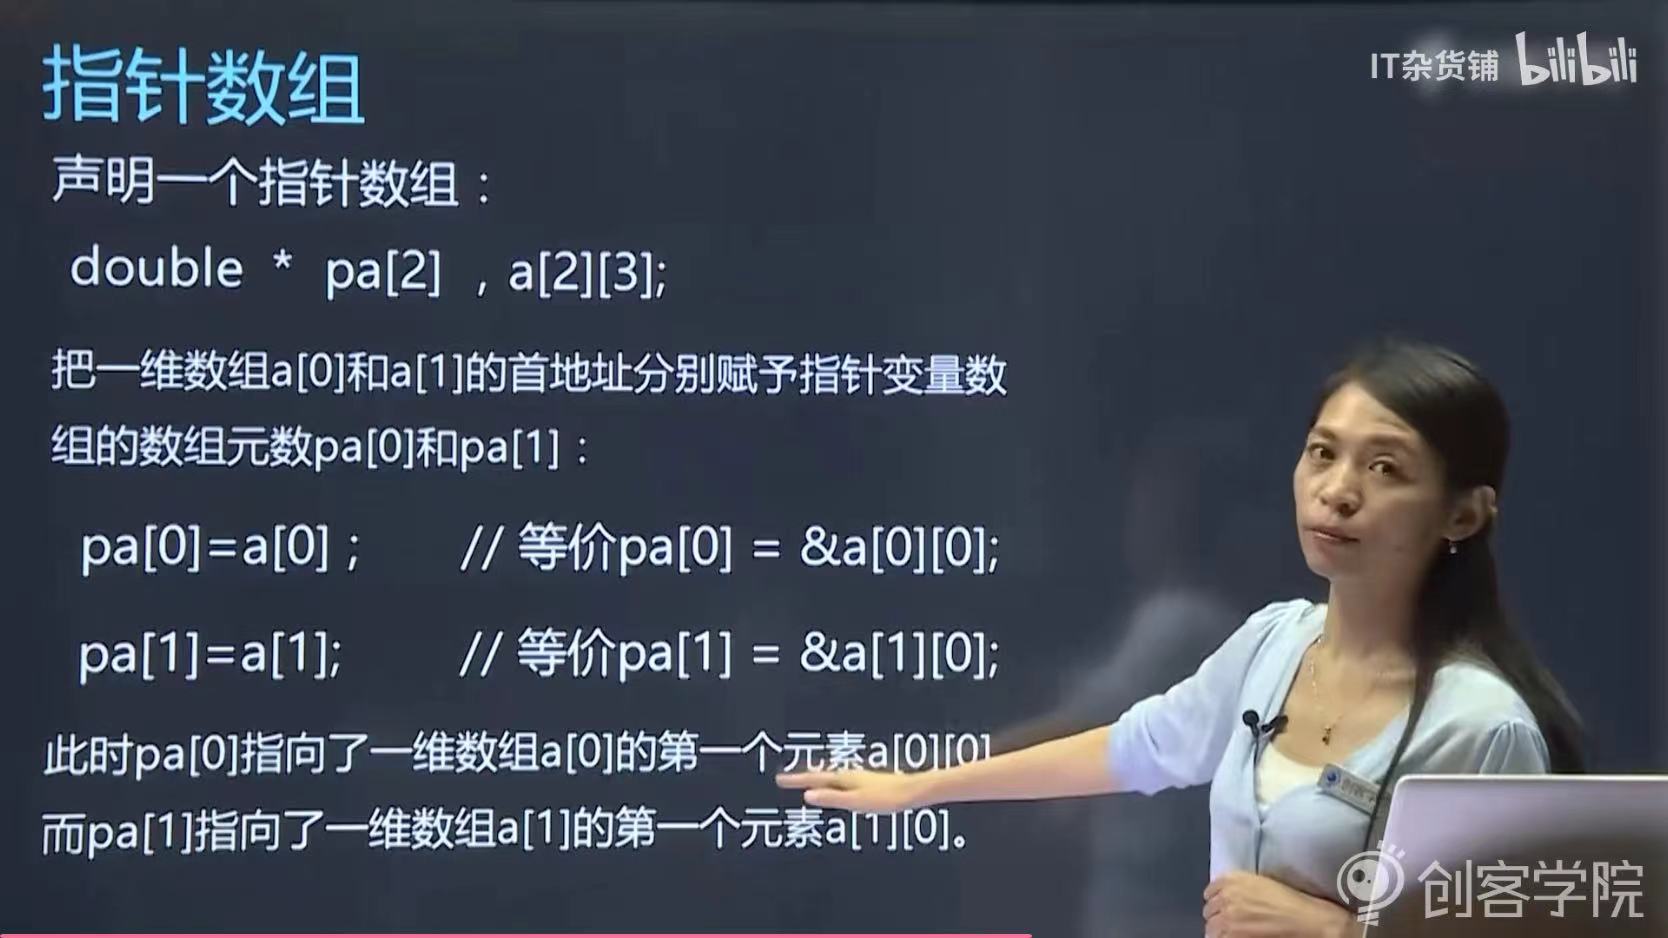 指针数组
IT杂货铺 bilibili
声明一个指针数组：
double * pa[2] , a[2][3];
把一维数组a[0]和a[1]的首地址分别赋予指针变量数
组的数组元数pa[0]和pa[1]：
pa[0]=a[0] ; // 等价pa[0] = &a[0][0];
pa[1]=a[1]; // 等价pa[1] = &a[1][0];
此时pa[0]指向了一维数组a[0]的第一个元素a[0][0]
而pa[1]指向了一维数组a[1]的第一个元素a[1][0]。
创客学院